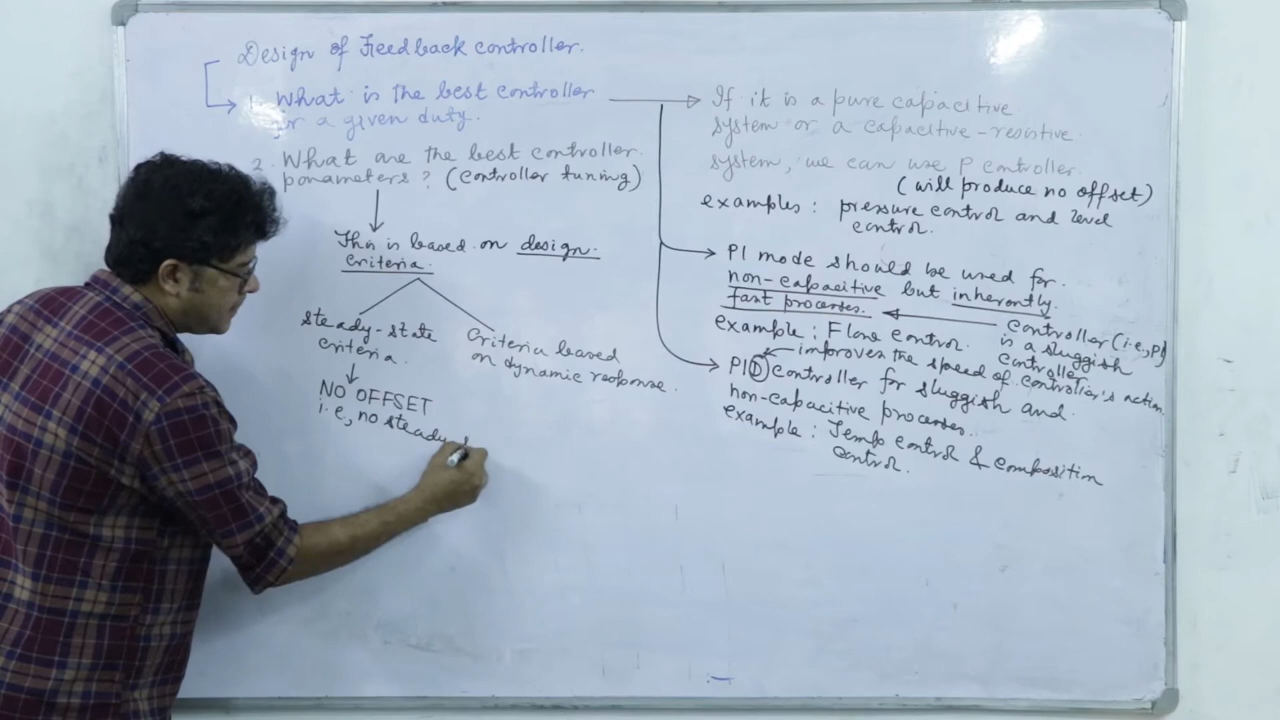 Design of Feedback controller.
1. What is the best controller
for a given duty.
2. What are the best controller
parameters? (controller tuning)
This is based on design
criteria.
steady-state
criteria.
NO OFFSET
i.e, no steady s
Criteria based
on dynamic response.
If it is a pure capacitive
system or a capacitive-resistive
system, we can use P controller.
(will produce no offset)
examples: pressure control and level
control.
PI mode should be used for
non-capacitive but inherently
fast processes.
controller (i.e, PI)
is a sluggish
controller
example: Flow control.
improves the speed of controller's action.
PID Controller for sluggish and
non-capacitive processes.
example: Temp control & composition
control.